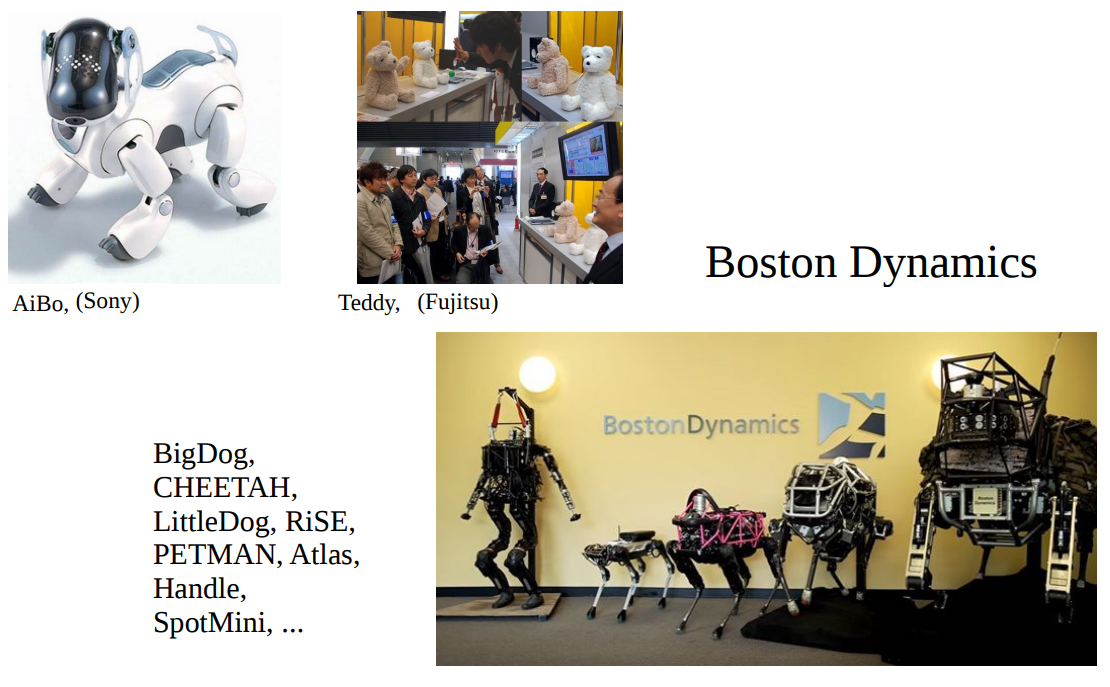 AiBo, (Sony)
Teddy, (Fujitsu)
Boston Dynamics
BigDog,
CHEETAH,
LittleDog, RiSE,
PETMAN, Atlas,
Handle,
SpotMini, ...
BostonDynamics